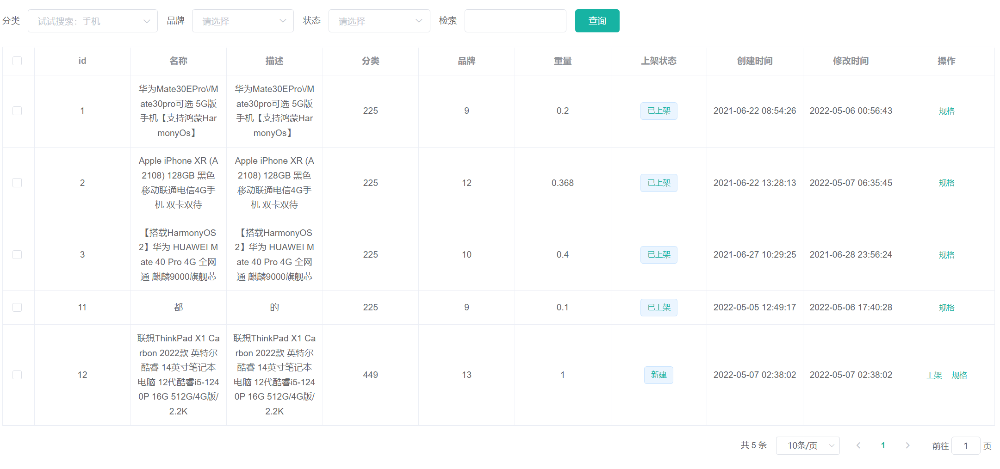 分类 试试搜索：手机 品牌 请选择 状态 请选择 检索 查询
id 名称 描述 分类 品牌 重量 上架状态 创建时间 修改时间 操作
1
华为Mate30EPro\/M
ate30pro可选 5G版
手机【支持鸿蒙Har
monyOs】
华为Mate30EPro\/M
ate30pro可选 5G版
手机【支持鸿蒙Har
monyOs】
225 9 0.2 已上架 2021-06-22 08:54:26 2022-05-06 00:56:43 规格
2
Apple iPhone XR (A
2108) 128GB 黑色
移动联通电信4G手
机 双卡双待
Apple iPhone XR (A
2108) 128GB 黑色
移动联通电信4G手
机 双卡双待
225 12 0.368 已上架 2021-06-22 13:28:13 2022-05-07 06:35:45 规格
3
【搭载HarmonyOS
2】华为 HUAWEI M
ate 40 Pro 4G 全网
通 麒麟9000旗舰芯
【搭载HarmonyOS
2】华为 HUAWEI M
ate 40 Pro 4G 全网
通 麒麟9000旗舰芯
225 10 0.4 已上架 2021-06-27 10:29:25 2021-06-28 23:56:24 规格
11 都 的 225 9 0.1 已上架 2022-05-05 12:49:17 2022-05-06 17:40:28 规格
12
联想ThinkPad X1 Ca
rbon 2022款 英特尔
酷睿 14英寸笔记本
电脑 12代酷睿i5-124
0P 16G 512G/4G版/
2.2K
联想ThinkPad X1 Ca
rbon 2022款 英特尔
酷睿 14英寸笔记本
电脑 12代酷睿i5-124
0P 16G 512G/4G版/
2.2K
449 13 1 新建 2022-05-07 02:38:02 2022-05-07 02:38:02 上架 规格
共 5 条 10条/页 1 前往 1 页